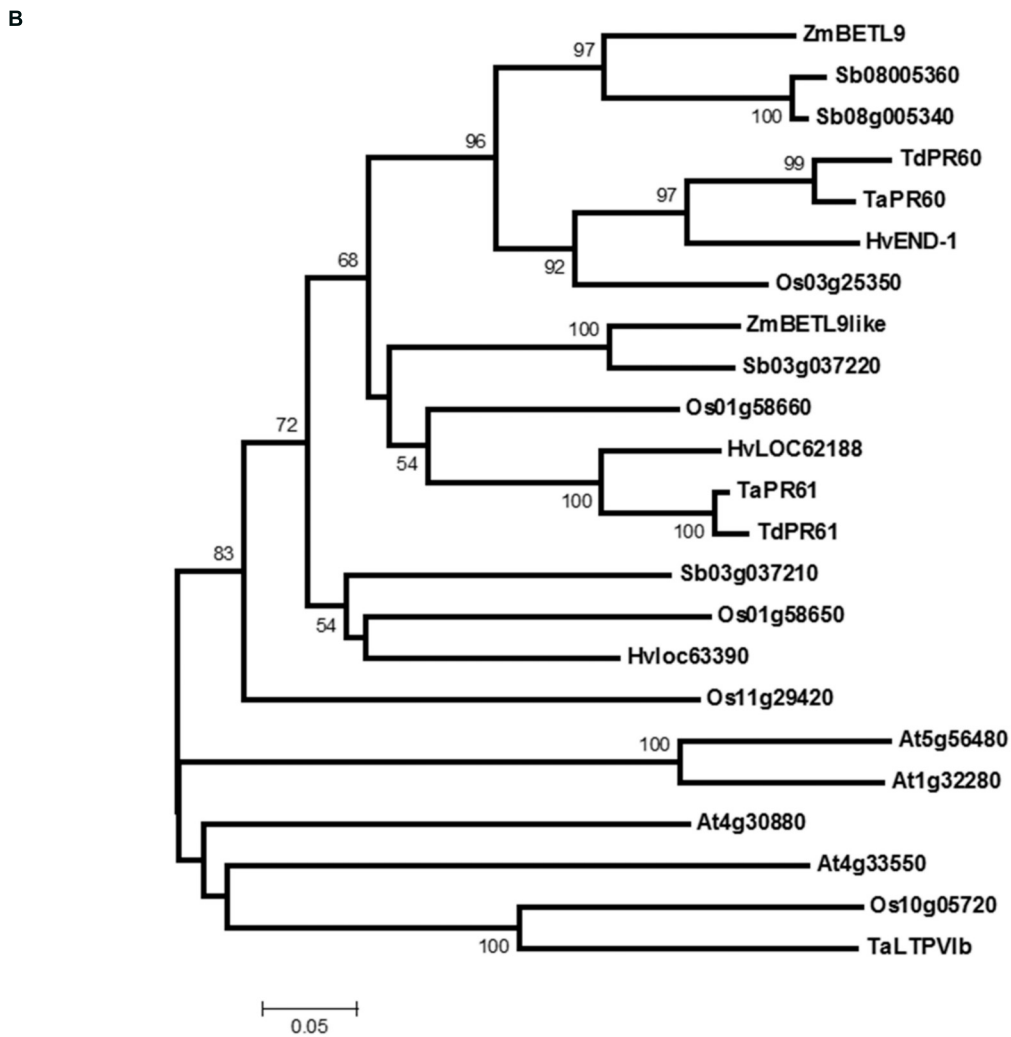 B
ZmBETL9
97
Sb08005360
100
Sb08g005340
96
99
TdPR60
97
TaPR60
HvEND-1
92
Os03g25350
68
100
ZmBETL9like
Sb03g037220
Os01g58660
72
54
HvLOC62188
100
TaPR61
100
TdPR61
83
Sb03g037210
54
Os01g58650
Hvloc63390
Os11g29420
100
At5g56480
At1g32280
At4g30880
At4g33550
Os10g05720
100
TaLTPVIb
0.05